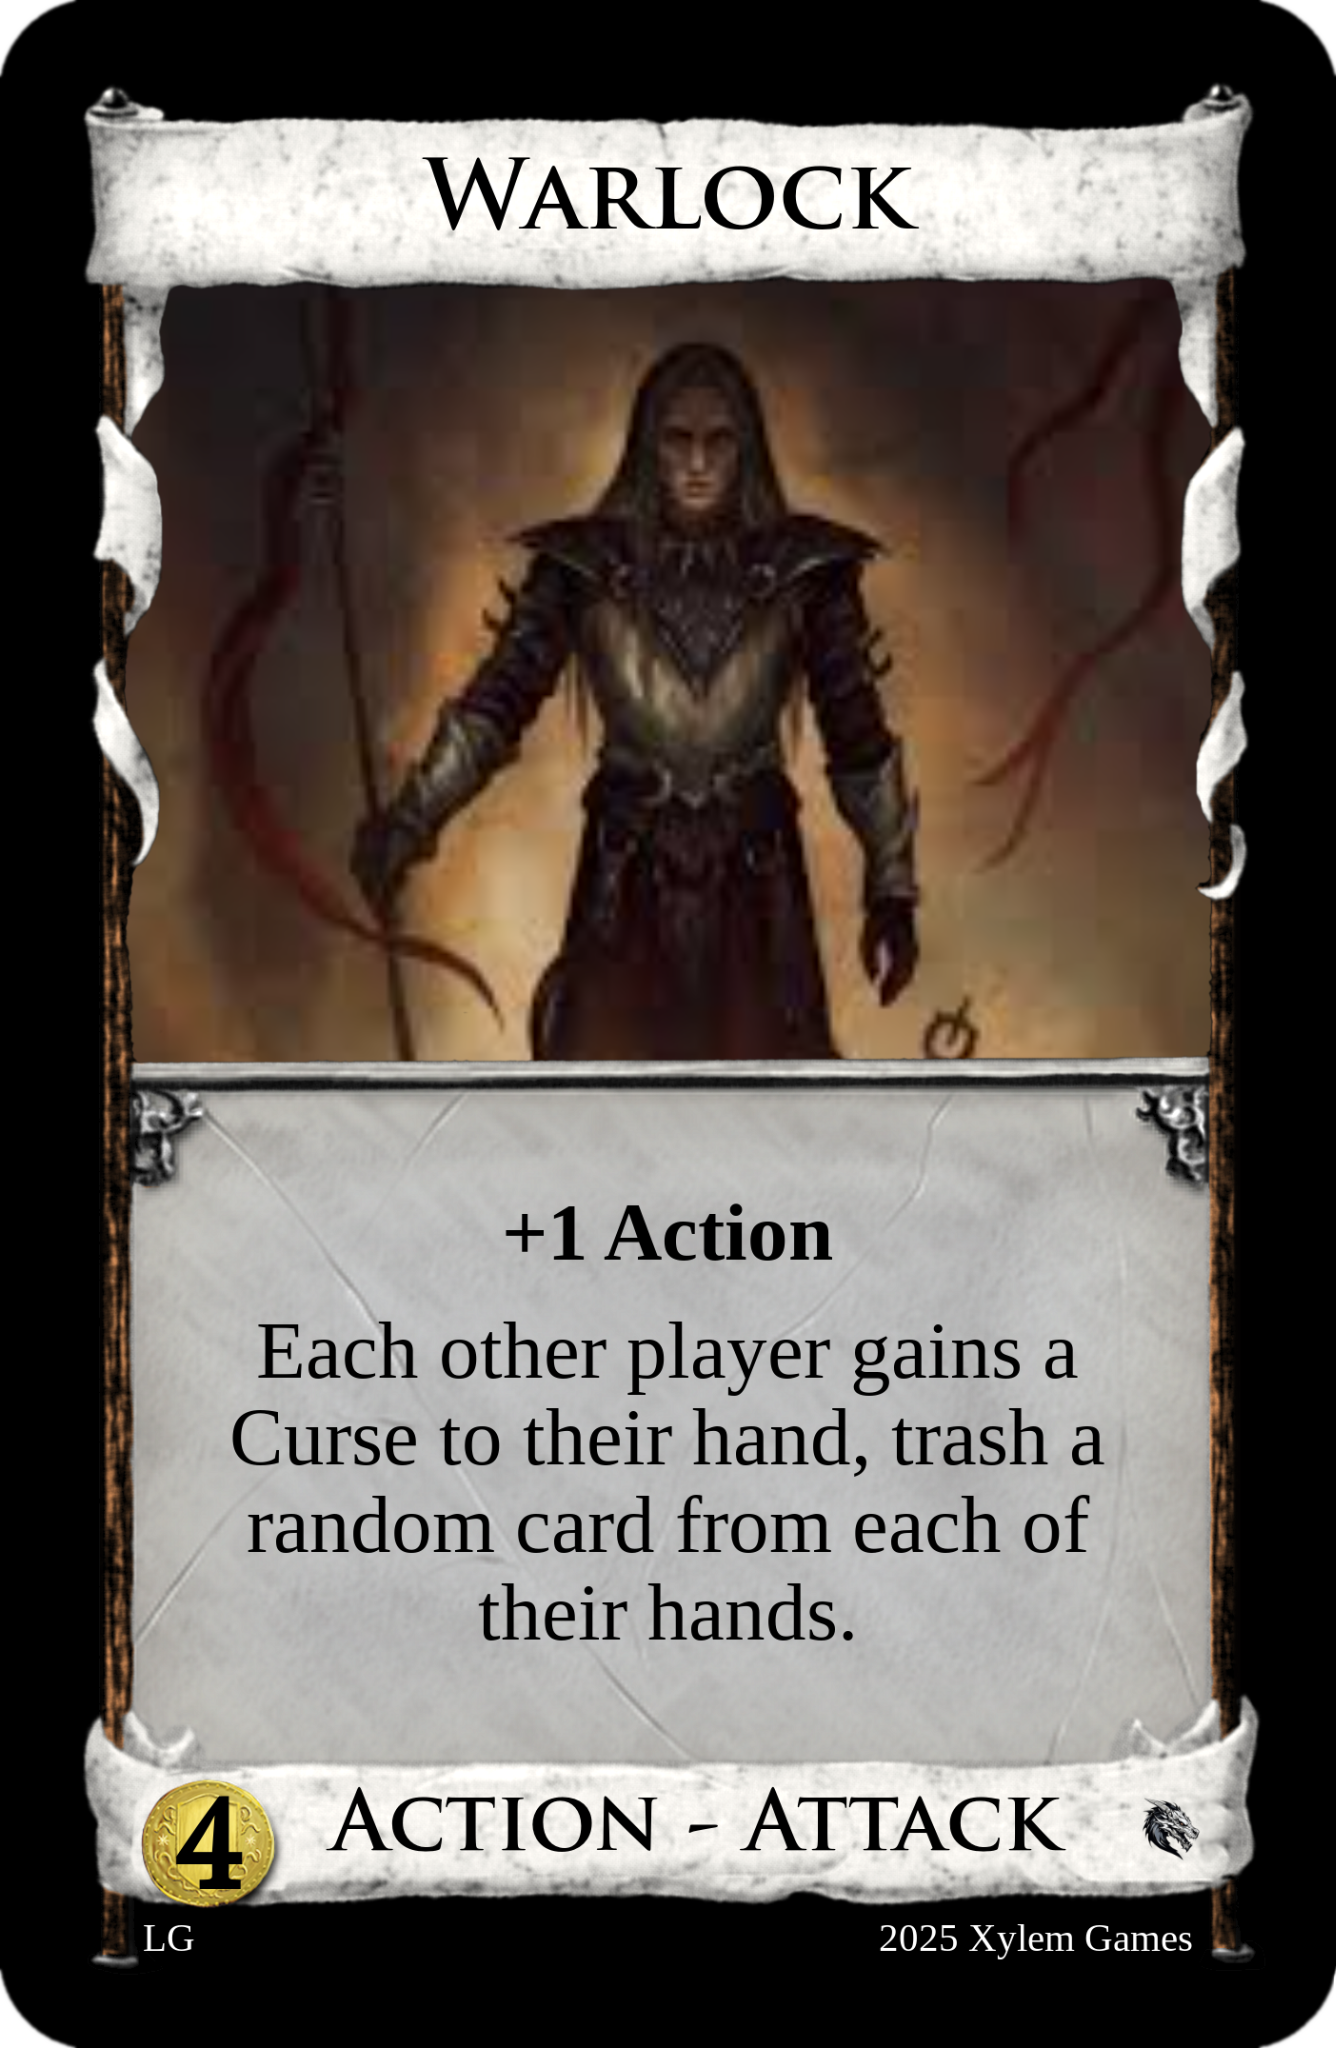 Warlock
+1 Action
Each other player gains a
Curse to their hand, trash a
random card from each of
their hands.
4 Action - Attack
LG 2025 Xylem Games